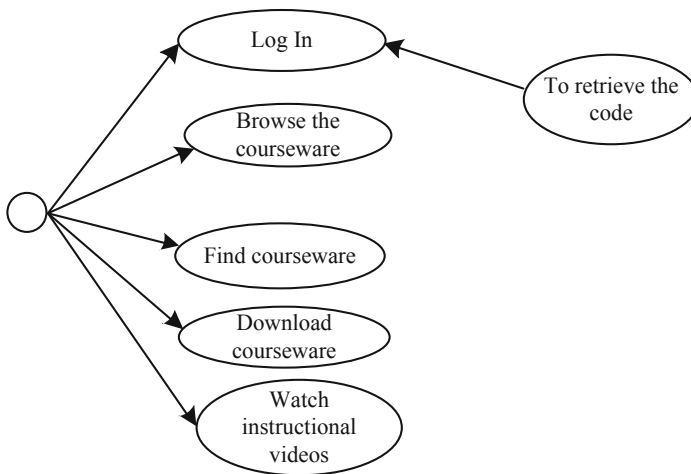 Log In
To retrieve the
code
Browse the
courseware
Find courseware
Download
courseware
Watch
instructional
videos